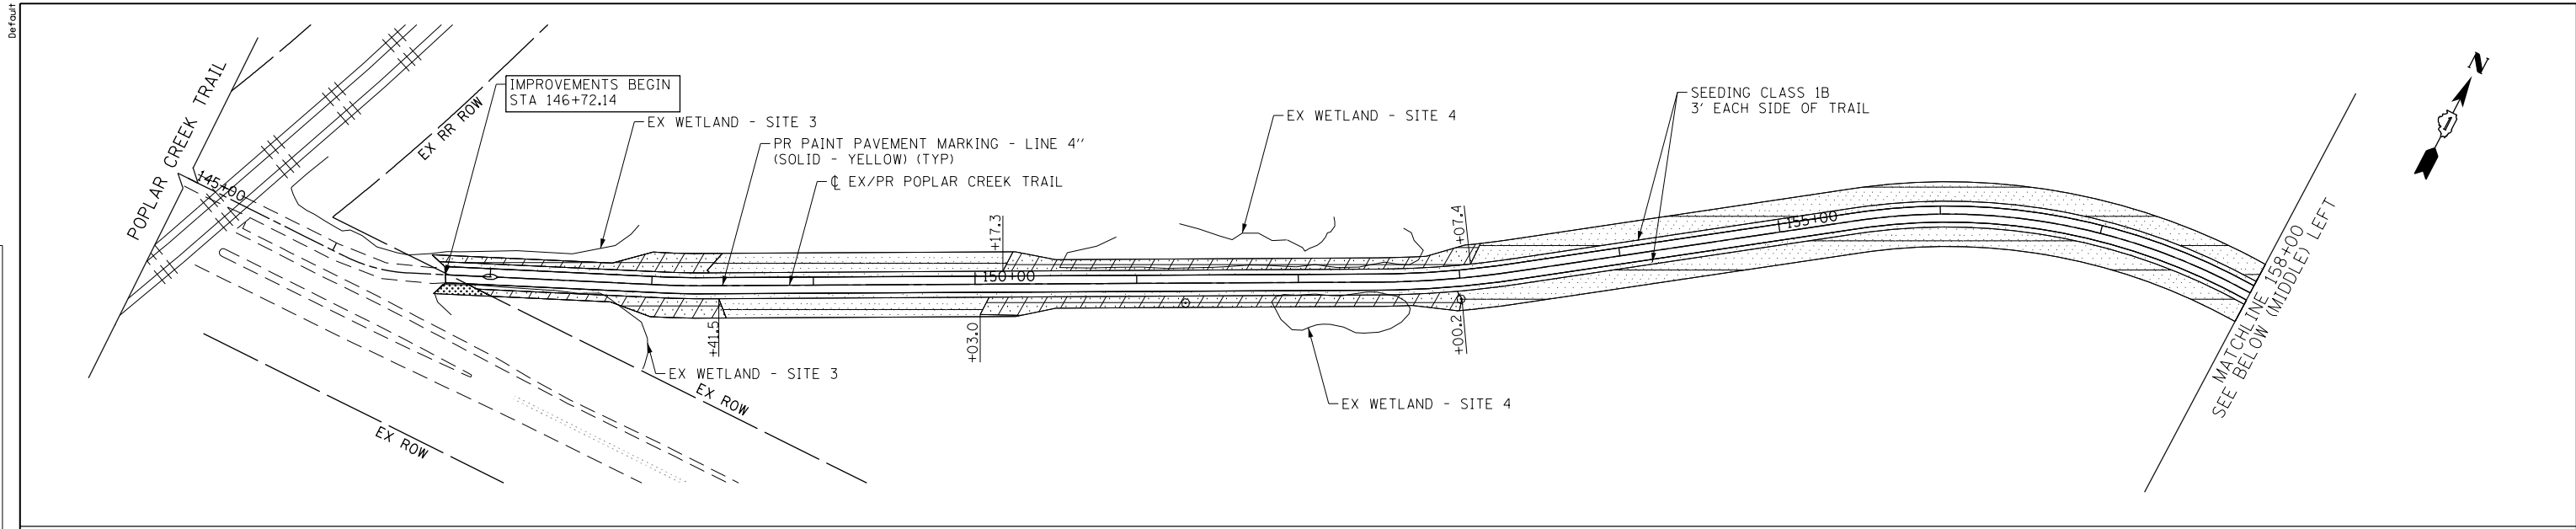 Default
POPLAR CREEK TRAIL
145+00
IMPROVEMENTS BEGIN
STA 146+72.14
EX RR ROW
EX WETLAND - SITE 3
PR PAINT PAVEMENT MARKING - LINE 4"
(SOLID - YELLOW) (TYP)
℄ EX/PR POPLAR CREEK TRAIL
EX WETLAND - SITE 4
SEEDING CLASS 1B
3' EACH SIDE OF TRAIL
N
1
+17.3
+07.4
150+00
155+00
+41.5
+03.0
+00.2
EX WETLAND - SITE 3
EX WETLAND - SITE 4
EX ROW
EX ROW
MATCHLINE 158+00
SEE BELOW (MIDDLE) LEFT